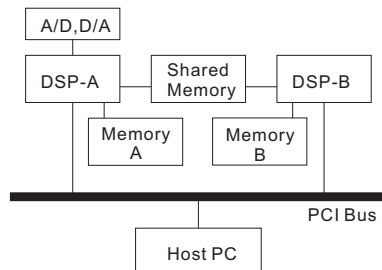 A/D,D/A
DSP-A
Shared
Memory
DSP-B
Memory
A
Memory
B
PCI Bus
Host PC